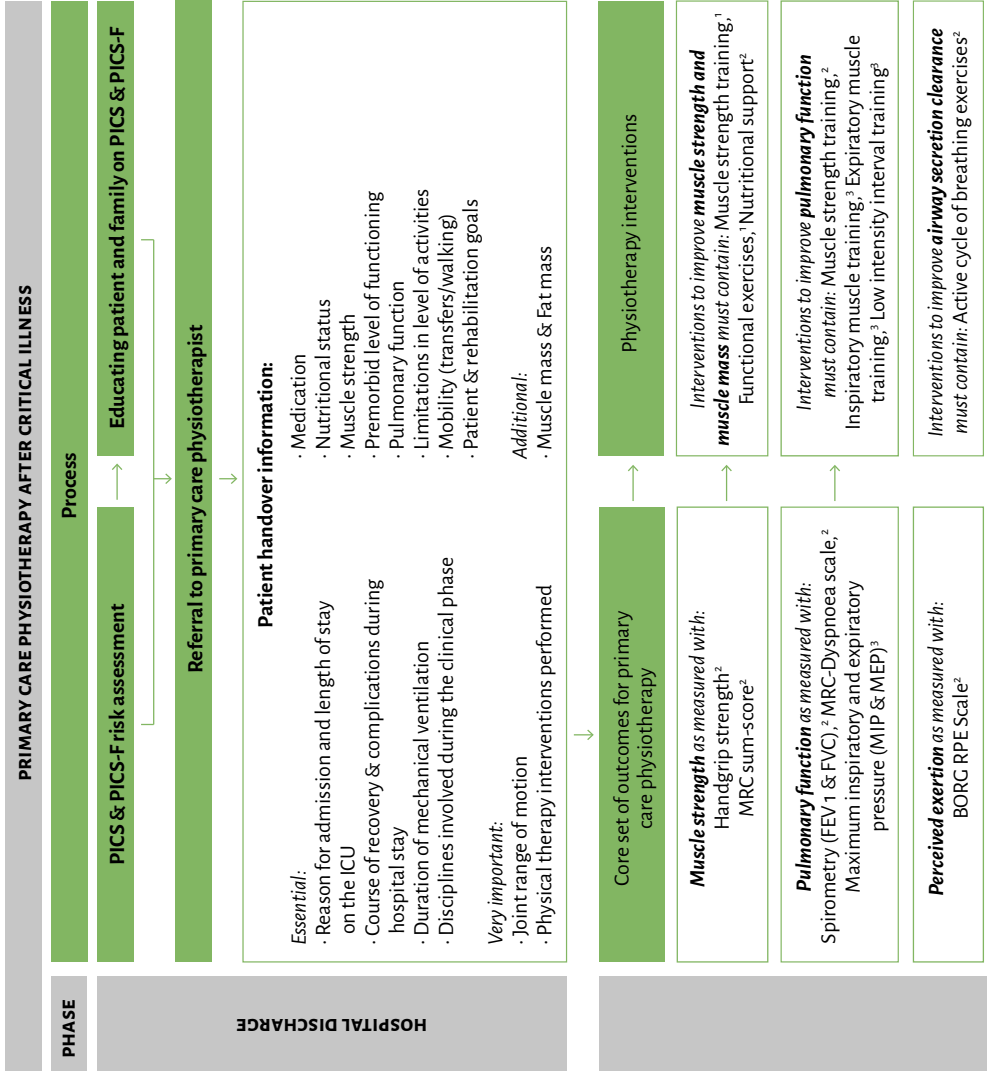 PRIMARY CARE PHYSIOTHERAPY AFTER CRITICAL ILLNESS
PHASE
Process
HOSPITAL DISCHARGE
PICS & PICS-F risk assessment
→
Educating patient and family on PICS & PICS-F
→
Referral to primary care physiotherapist
→
Patient handover information:
Essential:
· Reason for admission and length of stay
on the ICU
· Course of recovery & complications during
hospital stay
· Duration of mechanical ventilation
· Disciplines involved during the clinical phase
· Medication
· Nutritional status
· Muscle strength
· Premorbid level of functioning
· Pulmonary function
· Limitations in level of activities
· Mobility (transfers/walking)
· Patient & rehabilitation goals
Very important:
· Joint range of motion
· Physical therapy interventions performed
Additional:
· Muscle mass & Fat mass
→
Core set of outcomes for primary
care physiotherapy
→
Physiotherapy interventions
Muscle strength as measured with:
Handgrip strength²
MRC sum-score²
→
Interventions to improve muscle strength and
muscle mass must contain: Muscle strength training,¹
Functional exercises,¹ Nutritional support²
Pulmonary function as measured with:
Spirometry (FEV1 & FVC),² MRC-Dyspnoea scale,²
Maximum inspiratory and expiratory
pressure (MIP & MEP)³
→
Interventions to improve pulmonary function
must contain: Muscle strength training,²
Inspiratory muscle training,³ Expiratory muscle
training,³ Low intensity interval training³
Perceived exertion as measured with:
BORG RPE Scale²
Interventions to improve airway secretion clearance
must contain: Active cycle of breathing exercises²